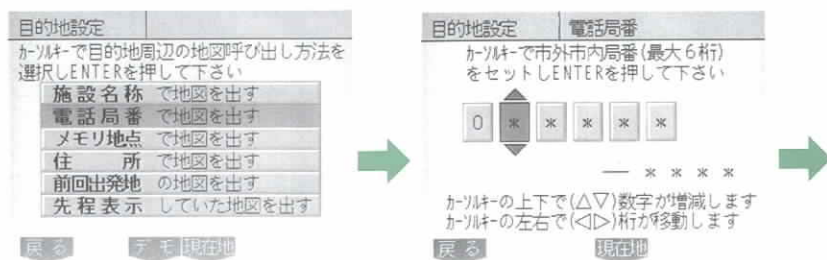 目的地設定
カーソルキーで目的地周辺の地図呼び出し方法を
選択しENTERを押して下さい
施設名称 で地図を出す
電話局番 で地図を出す
メモリ地点 で地図を出す
住 所 で地図を出す
前回出発地 の地図を出す
先程表示 していた地図を出す
戻る デモ 現在地
目的地設定 電話局番
カーソルキーで市外市内局番(最大6桁)
をセットしENTERを押して下さい
0 * * * * *
— * * * *
カーソルキーの上下で(△▽)数字が増減します
カーソルキーの左右で(◁▷)桁が移動します
戻る 現在地